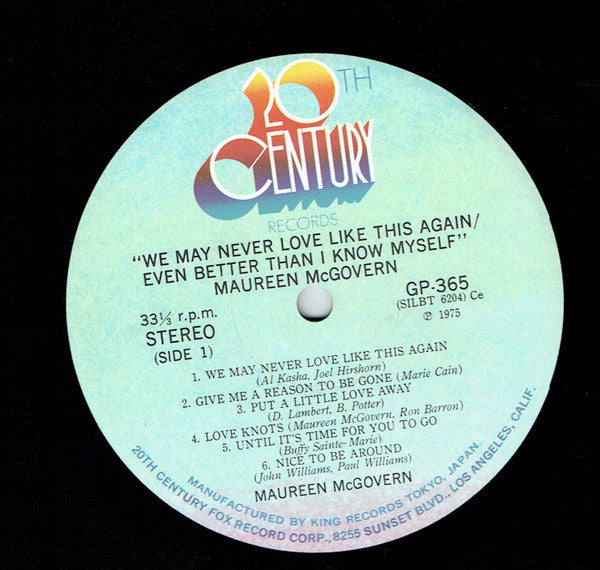 20TH
CENTURY
RECORDS
"WE MAY NEVER LOVE LIKE THIS AGAIN/
EVEN BETTER THAN I KNOW MYSELF"
MAUREEN McGOVERN
33⅓ r.p.m.
STEREO
(SIDE 1)
GP-365
(SILBT 6204) Ce
℗ 1975
1. WE MAY NEVER LOVE LIKE THIS AGAIN
(Al Kasha, Joel Hirshorn)
2. GIVE ME A REASON TO BE GONE (Marie Cain)
3. PUT A LITTLE LOVE AWAY
(D. Lambert, B. Potter)
4. LOVE KNOTS (Maureen McGovern, Ron Barron)
5. UNTIL IT'S TIME FOR YOU TO GO
(Buffy Sainte-Marie)
6. NICE TO BE AROUND
(John Williams, Paul Williams)
MAUREEN McGOVERN
MANUFACTURED BY KING RECORDS TOKYO, JAPAN.
20TH CENTURY FOX RECORD CORP., 8255 SUNSET BLVD., LOS ANGELES, CALIF.